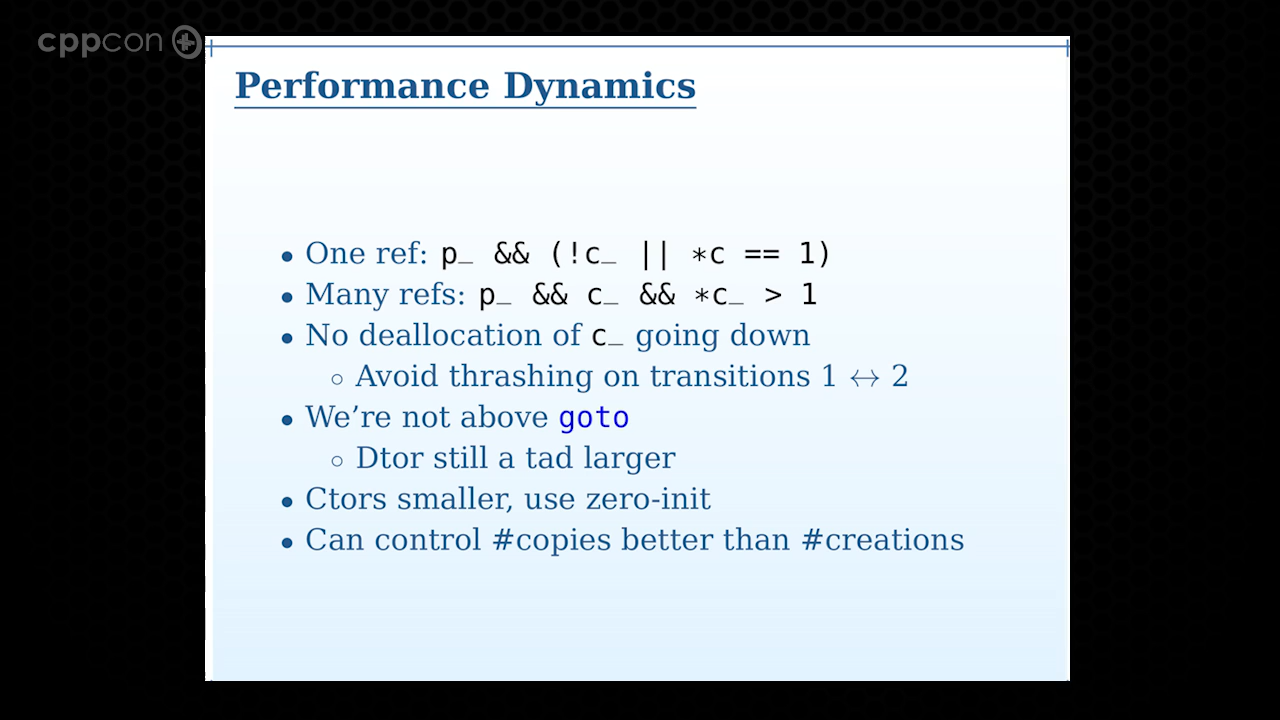 cppcon
Performance Dynamics
• One ref: p_ && (!c_ || *c == 1)
• Many refs: p_ && c_ && *c_ > 1
• No deallocation of c_ going down
◦ Avoid thrashing on transitions 1 ↔ 2
• We’re not above goto
◦ Dtor still a tad larger
• Ctors smaller, use zero-init
• Can control #copies better than #creations